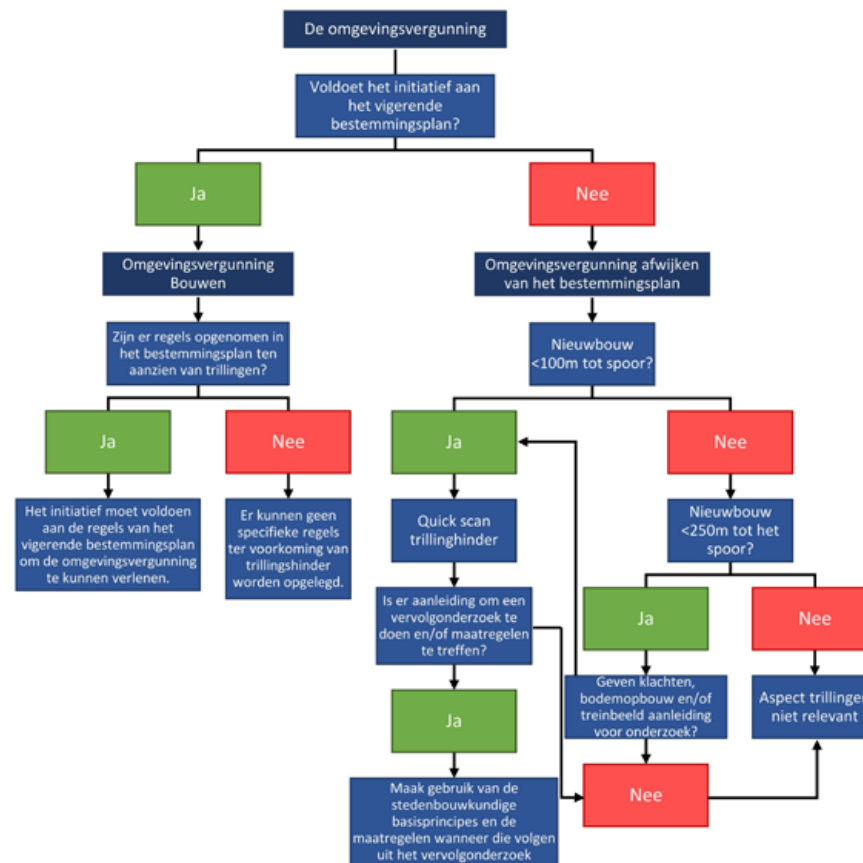 De omgevingsvergunning
Voldoet het initiatief aan
het vigerende
bestemmingsplan?
Ja
Nee
Omgevingsvergunning
Bouwen
Omgevingsvergunning afwijken
van het bestemmingsplan
Zijn er regels opgenomen in
het bestemmingsplan ten
aanzien van trillingen?
Nieuwbouw
<100m tot spoor?
Ja
Nee
Ja
Nee
Het initiatief moet voldoen
aan de regels van het
vigerende bestemmingsplan
om de omgevingsvergunning
te kunnen verlenen.
Er kunnen geen
specifieke regels
ter voorkoming van
trillingshinder
worden opgelegd.
Quick scan
trillinghinder
Nieuwbouw
<250m tot het
spoor?
Is er aanleiding om een
vervolgonderzoek te
doen en/of maatregelen
te treffen?
Ja
Nee
Ja
Geven klachten,
bodemopbouw en/of
treinbeeld aanleiding
voor onderzoek?
Aspect trillingen
niet relevant
Maak gebruik van de
stedenbouwkundige
basisprincipes en de
maatregelen wanneer die volgen
uit het vervolgonderzoek
Nee